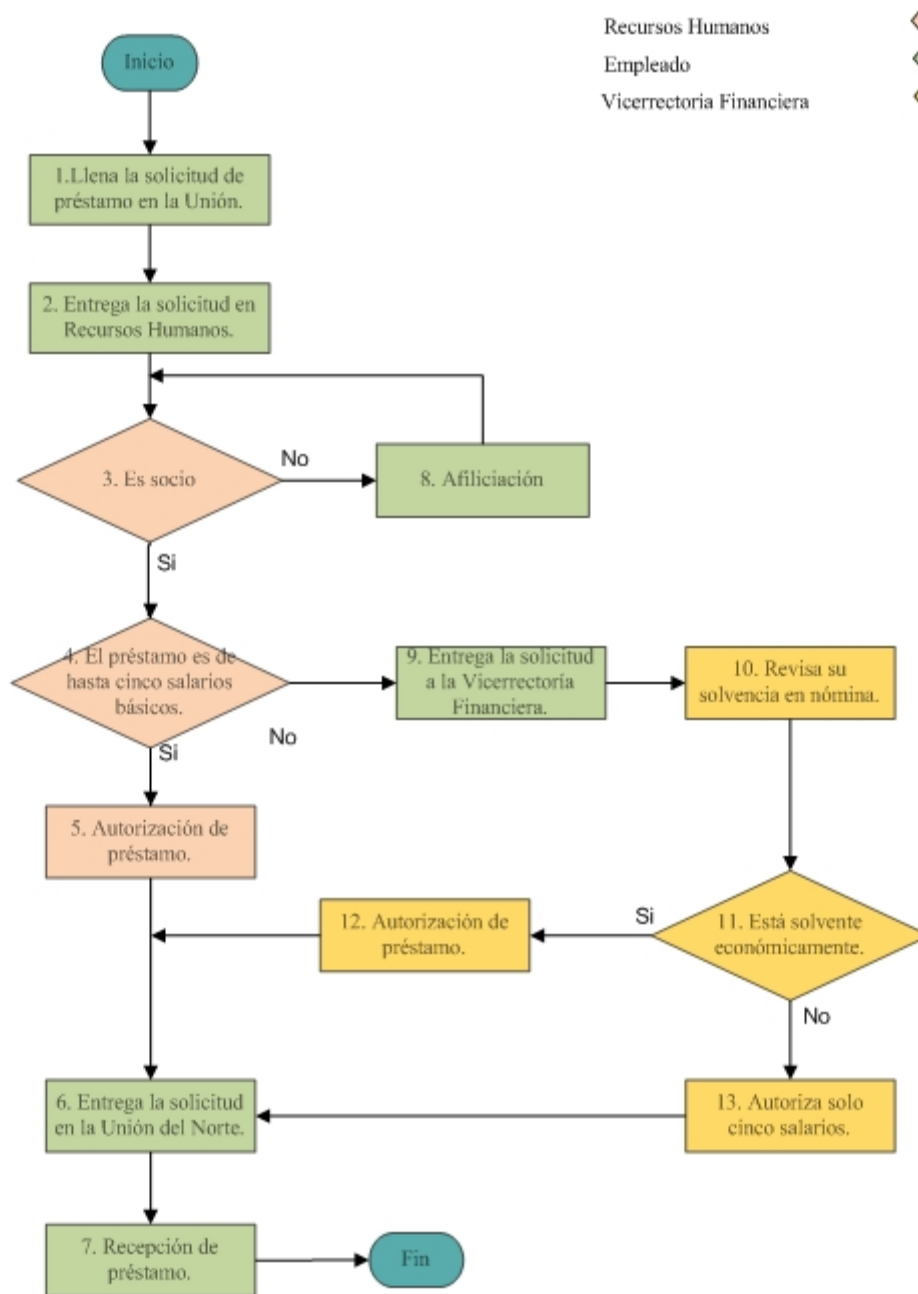 Recursos Humanos
Empleado
Vicerrectoria Financiera
Inicio
1.Llena la solicitud de
préstamo en la Unión.
2. Entrega la solicitud en
Recursos Humanos.
3. Es socio
No
8. Afiliciación
Si
4. El préstamo es de
hasta cinco salarios
básicos.
No
Si
9. Entrega la solicitud
a la Vicerrectoría
Financiera.
10. Revisa su
solvencia en nómina.
5. Autorización de
préstamo.
12. Autorización de
préstamo.
Si
11. Está solvente
económicamente.
No
6. Entrega la solicitud
en la Unión del Norte.
13. Autoriza solo
cinco salarios.
7. Recepción de
préstamo.
Fin